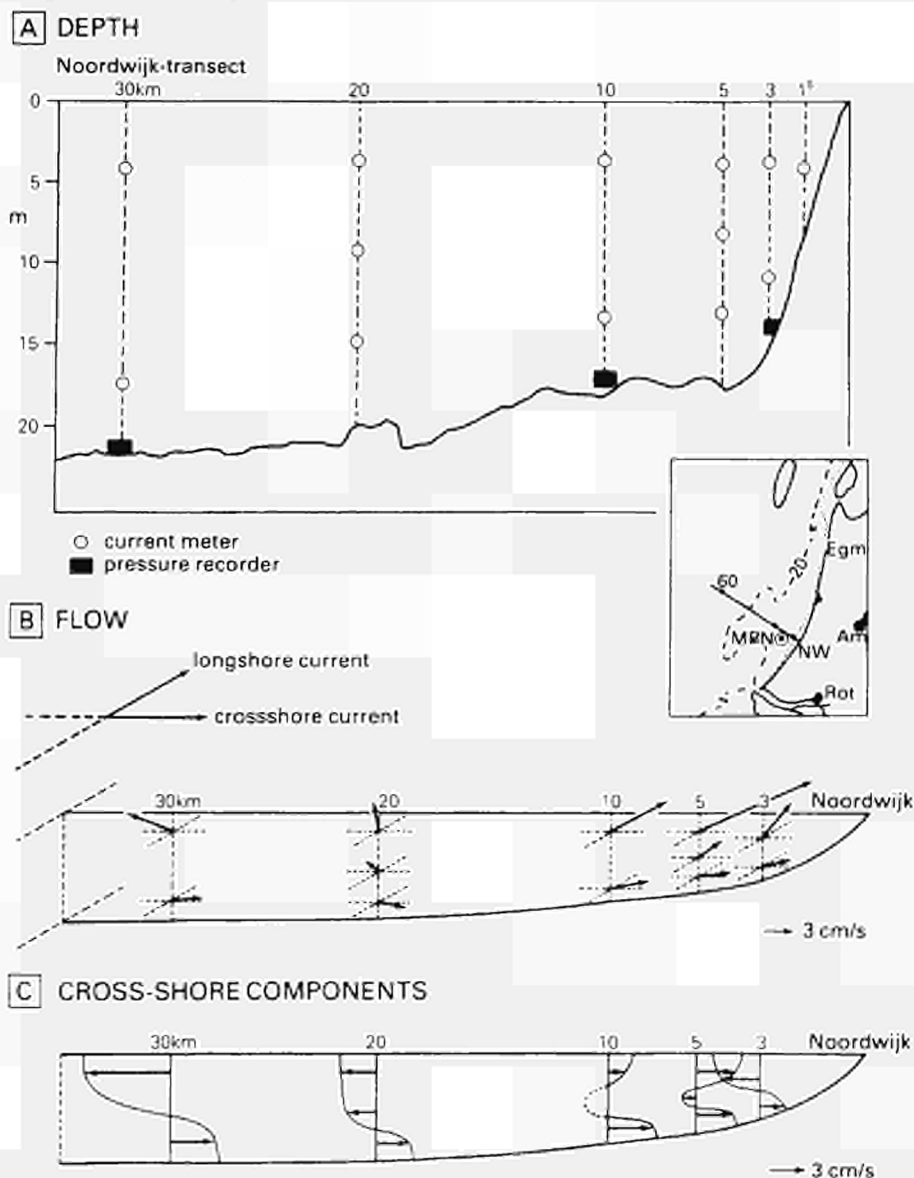 A DEPTH
Noordwijk-transect
30km 20 10 5 3 1⁵
0
5
m
10
15
20
current meter
pressure recorder
60
20
Egm
MPN
NW
Am
Rot
B FLOW
longshore current
crossshore current
30km 20 10 5 3 Noordwijk
3 cm/s
C CROSS-SHORE COMPONENTS
30km 20 10 5 3 Noordwijk
3 cm/s